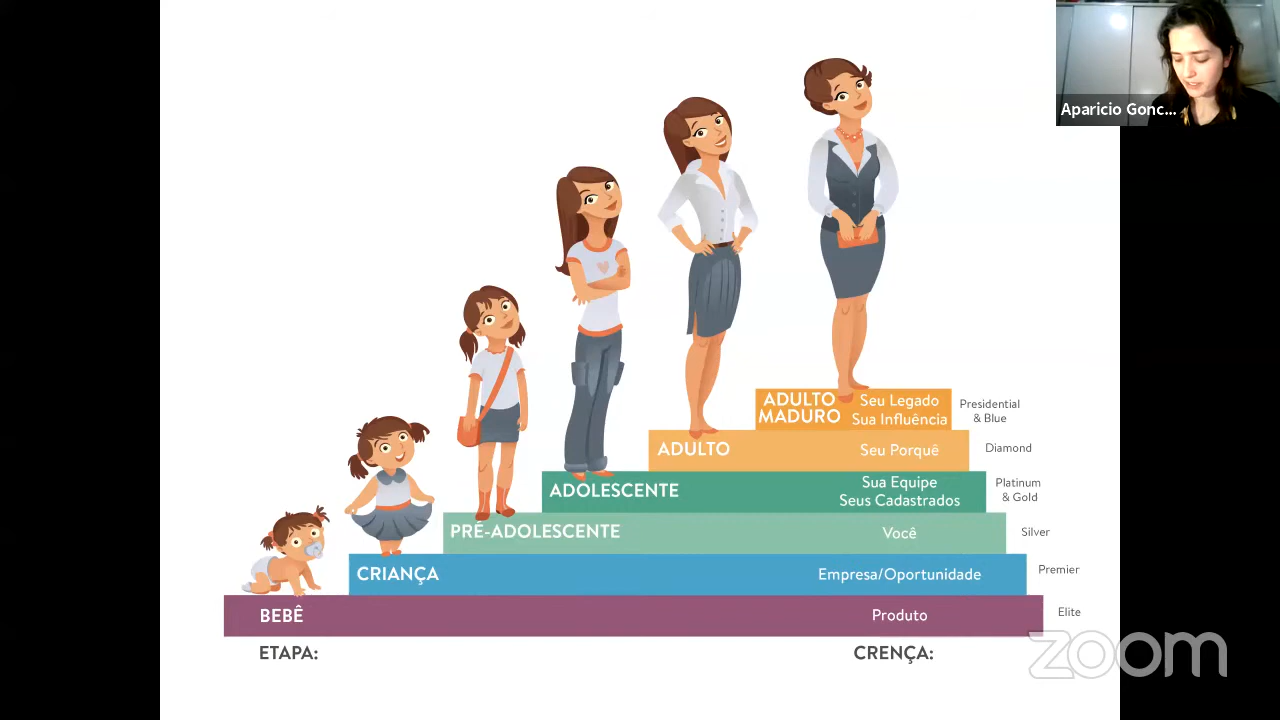 Aparicio Gonc...
ADULTO MADURO
Seu Legado
Sua Influência
Presidential & Blue
ADULTO
Seu Porquê
Diamond
ADOLESCENTE
Sua Equipe
Seus Cadastrados
Platinum & Gold
PRÉ-ADOLESCENTE
Você
Silver
CRIANÇA
Empresa/Oportunidade
Premier
BEBÊ
Produto
Elite
ETAPA:
CRENÇA:
zoom